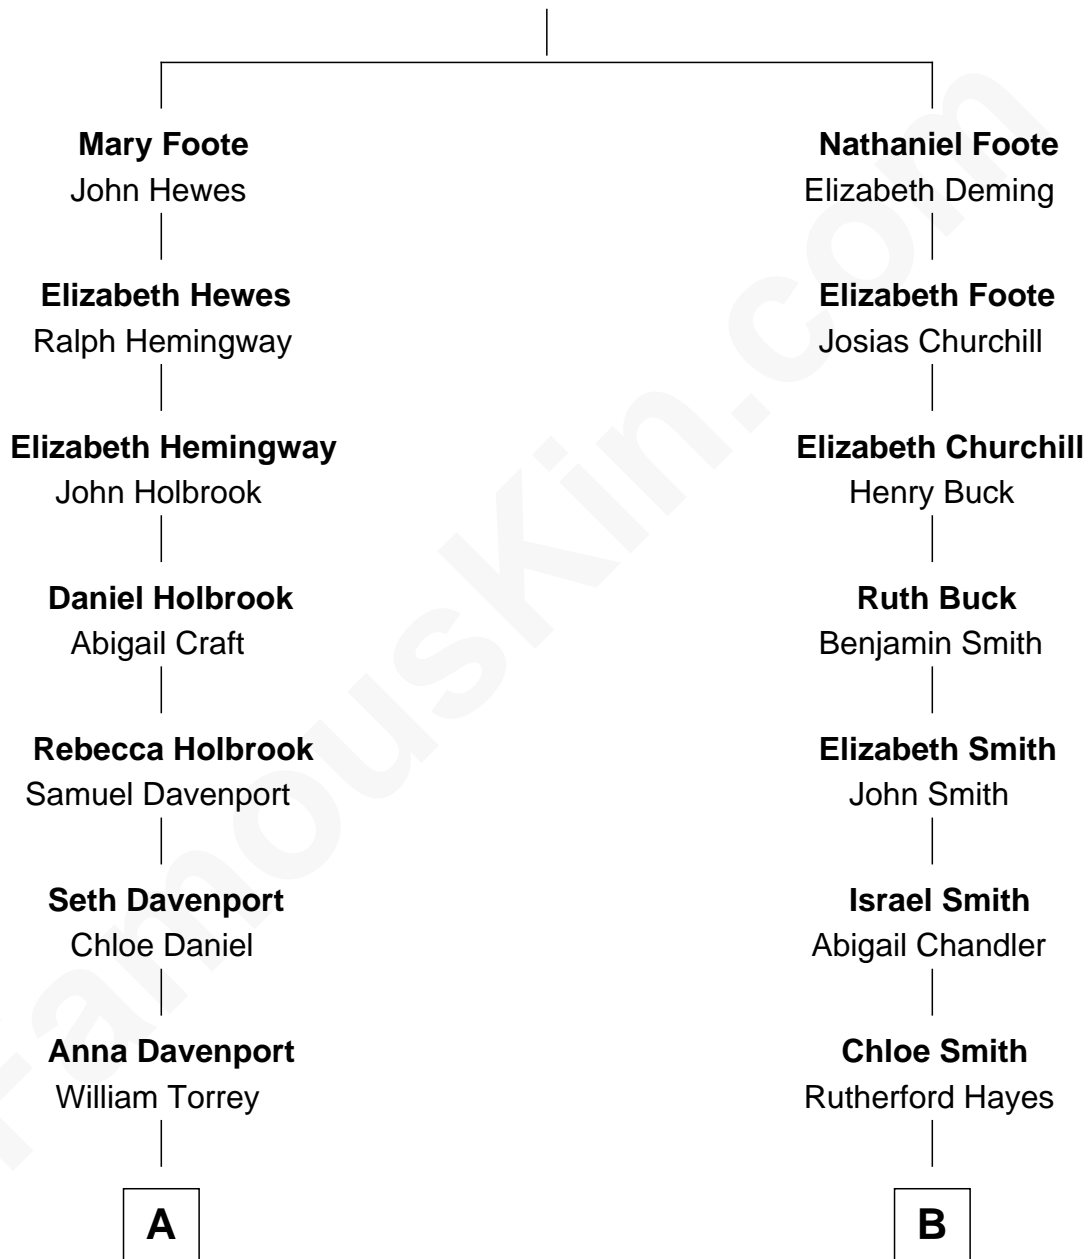 Mary Foote
John Hewes
Elizabeth Hewes
Ralph Hemingway
Elizabeth Hemingway
John Holbrook
Daniel Holbrook
Abigail Craft
Rebecca Holbrook
Samuel Davenport
Seth Davenport
Chloe Daniel
Anna Davenport
William Torrey
A
Nathaniel Foote
Elizabeth Deming
Elizabeth Foote
Josias Churchill
Elizabeth Churchill
Henry Buck
Ruth Buck
Benjamin Smith
Elizabeth Smith
John Smith
Israel Smith
Abigail Chandler
Chloe Smith
Rutherford Hayes
B
FamousKin.com